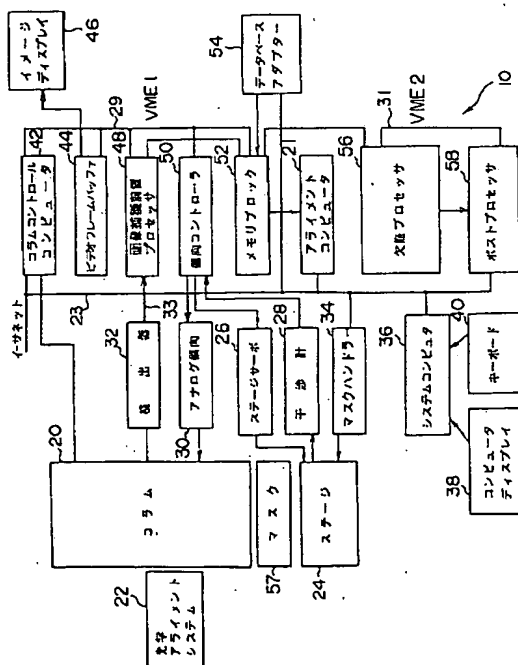 イメージ
ディスプレイ
46
54
データベース
アダプター
VME 1
29
VME 2
31
10
42
コラムコントロール
コンピュータ
44
ビデオフレームバッファ
48
プロセッサ
50
偏向コントローラ
52
メモリブロック
21
アライメント
コンピュータ
56
欠陥プロセッサ
58
ポストプロセッサ
イーサネット
23
33
32
検出器
アナログ偏向
30
26
ステージサーボ
28
干渉計
34
マスクハンドラー
36
システムコンピュタ
40
キーボード
38
コンピュータ
ディスプレイ
20
コラム
マスク
57
ステージ
24
22
光学
アライメント
システム